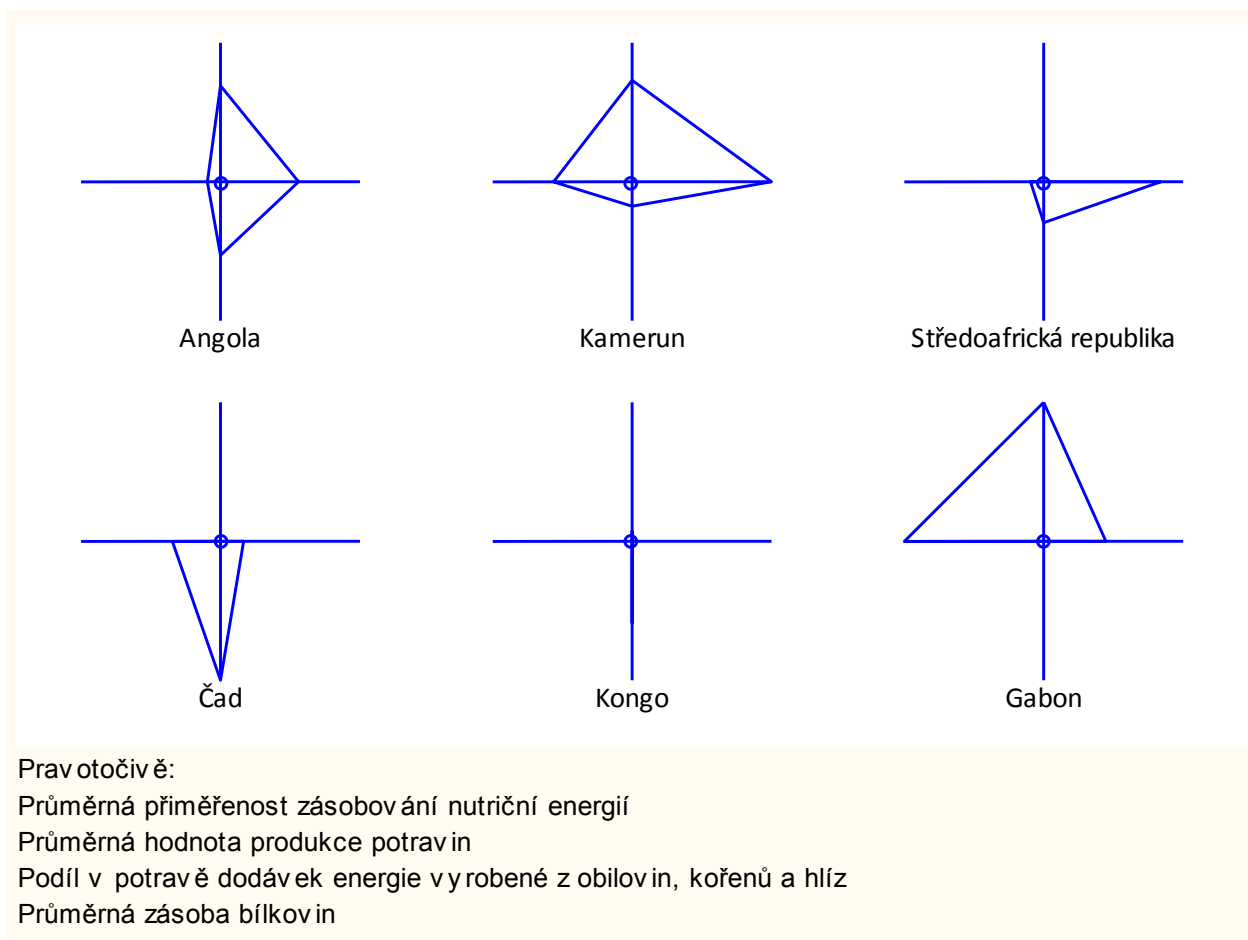 Angola
Kamerun
Středoafrická republika
Čad
Kongo
Gabon
Pravotočivě:
Průměrná přiměřenost zásobování nutriční energií
Průměrná hodnota produkce potravin
Podíl v potravě dodávek energie vyrobené z obilovin, kořenů a hlíz
Průměrná zásoba bílkovin